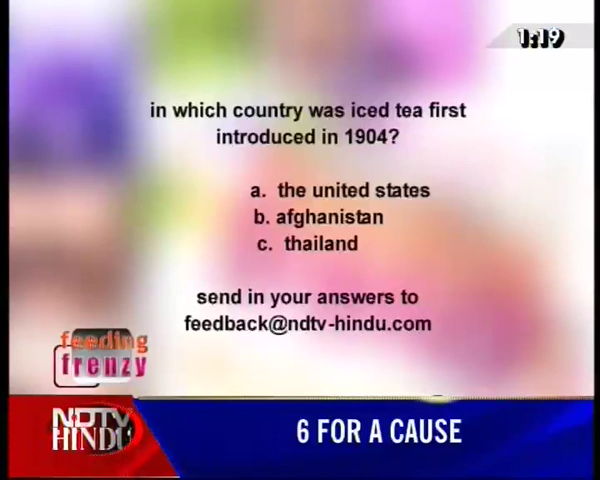 1:19
in which country was iced tea first
introduced in 1904?
a. the united states
b. afghanistan
c. thailand
send in your answers to
feedback@ndtv-hindu.com
feeding
frenzy
NDTV
HINDU
6 FOR A CAUSE